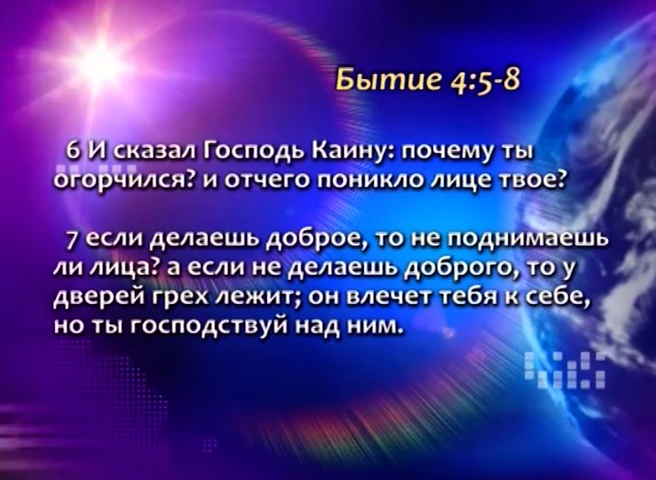 Бытие 4:5-8
6 И сказал Господь Каину: почему ты
огорчился? и отчего поникло лице твое?
7 если делаешь доброе, то не поднимаешь
ли лица? а если не делаешь доброго, то у
дверей грех лежит; он влечет тебя к себе,
но ты господствуй над ним.